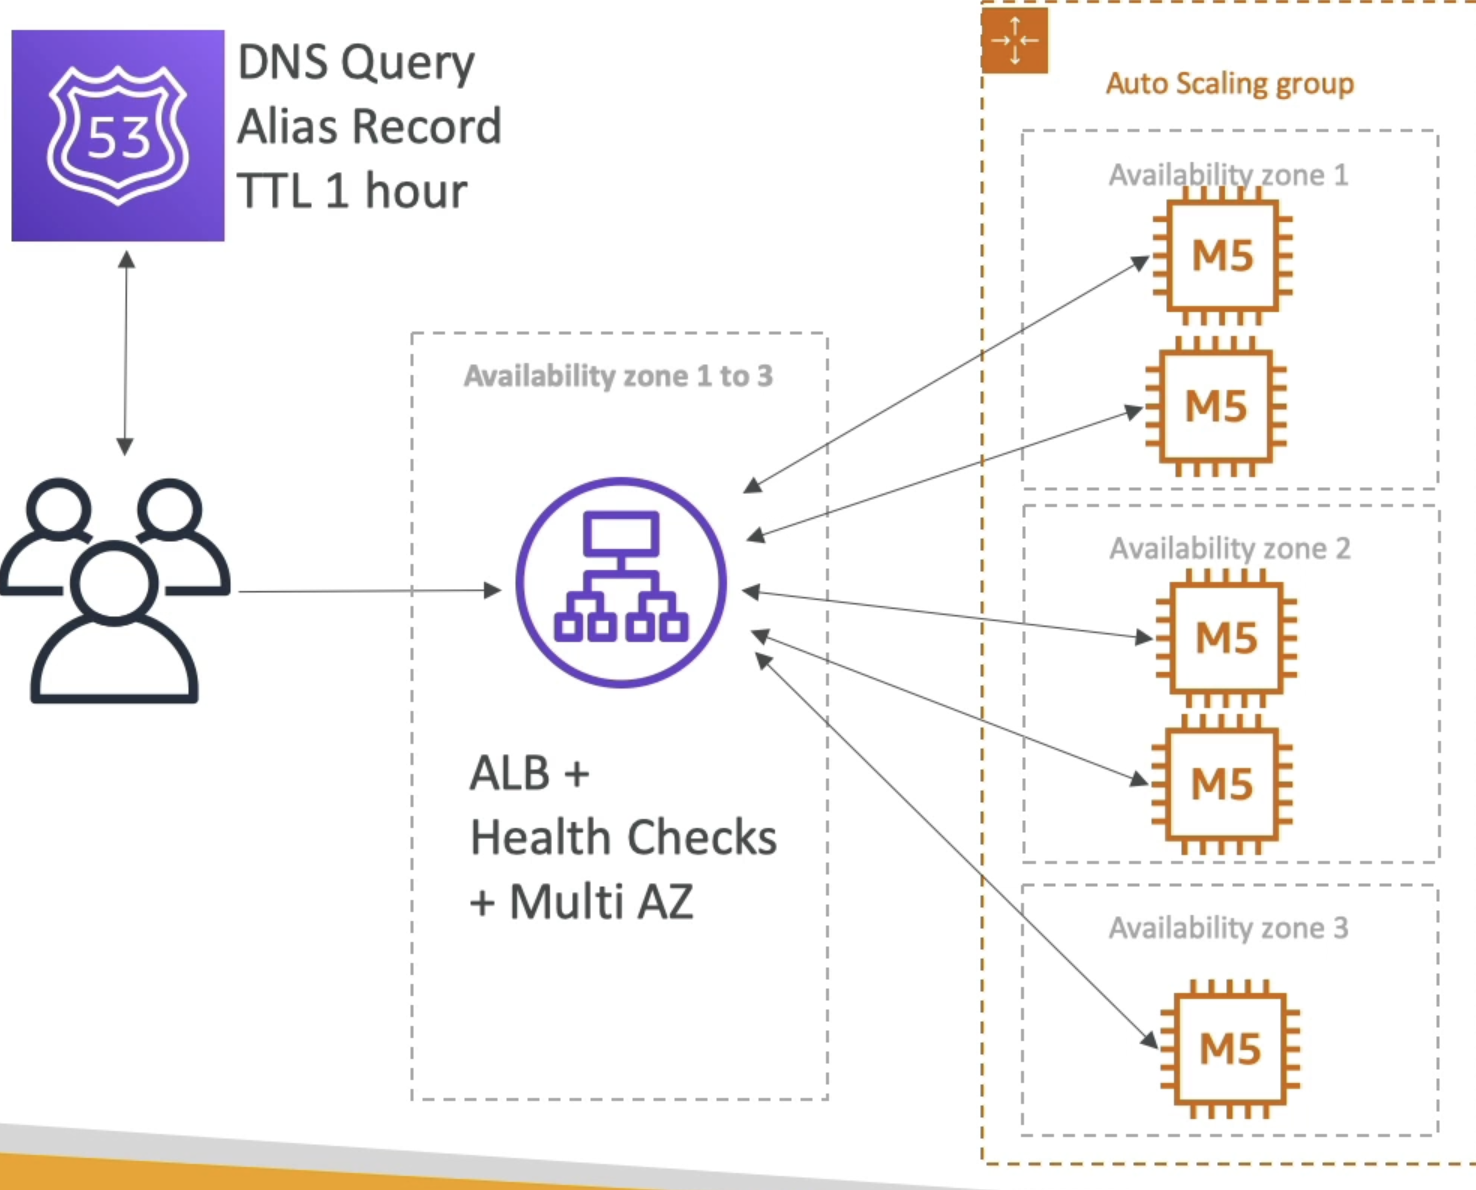 53
DNS Query
Alias Record
TTL 1 hour
Auto Scaling group
Availability zone 1
M5
M5
Availability zone 1 to 3
ALB +
Health Checks
+ Multi AZ
Availability zone 2
M5
M5
Availability zone 3
M5